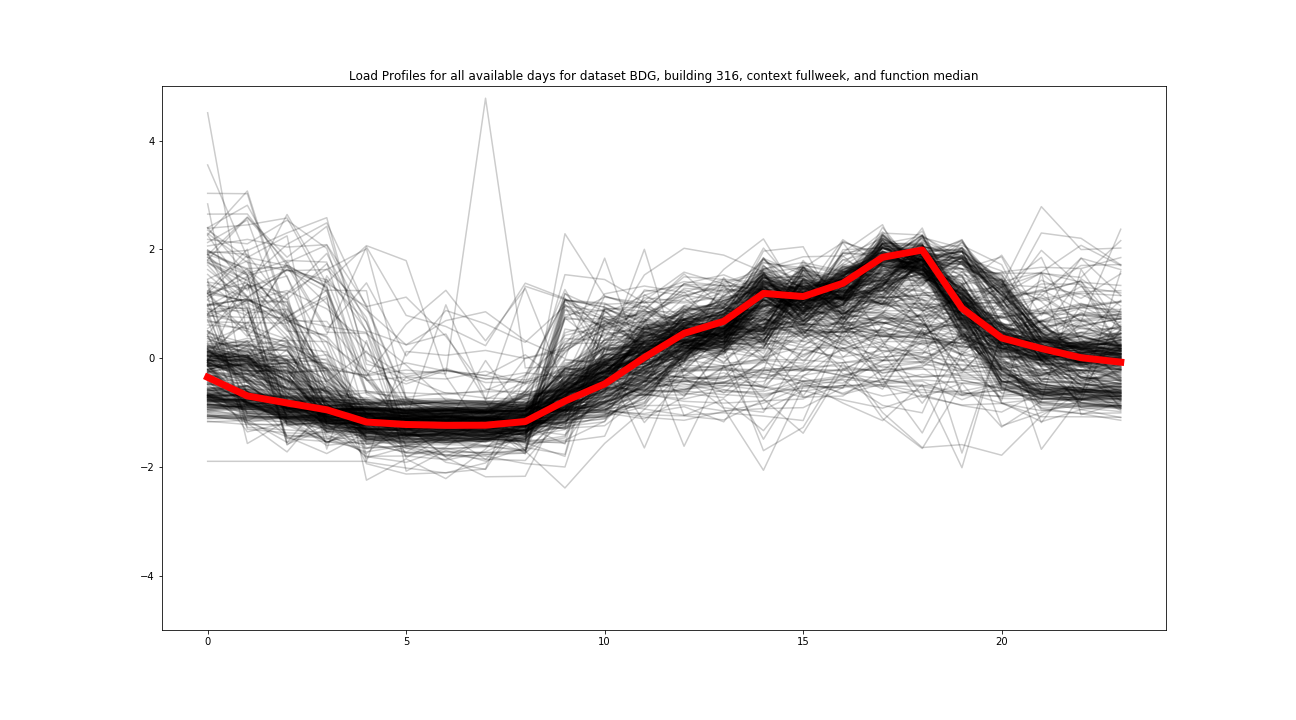 Load Profiles for all available days for dataset BDG, building 316, context fullweek, and function median
4
2
0
−2
−4
0 5 10 15 20